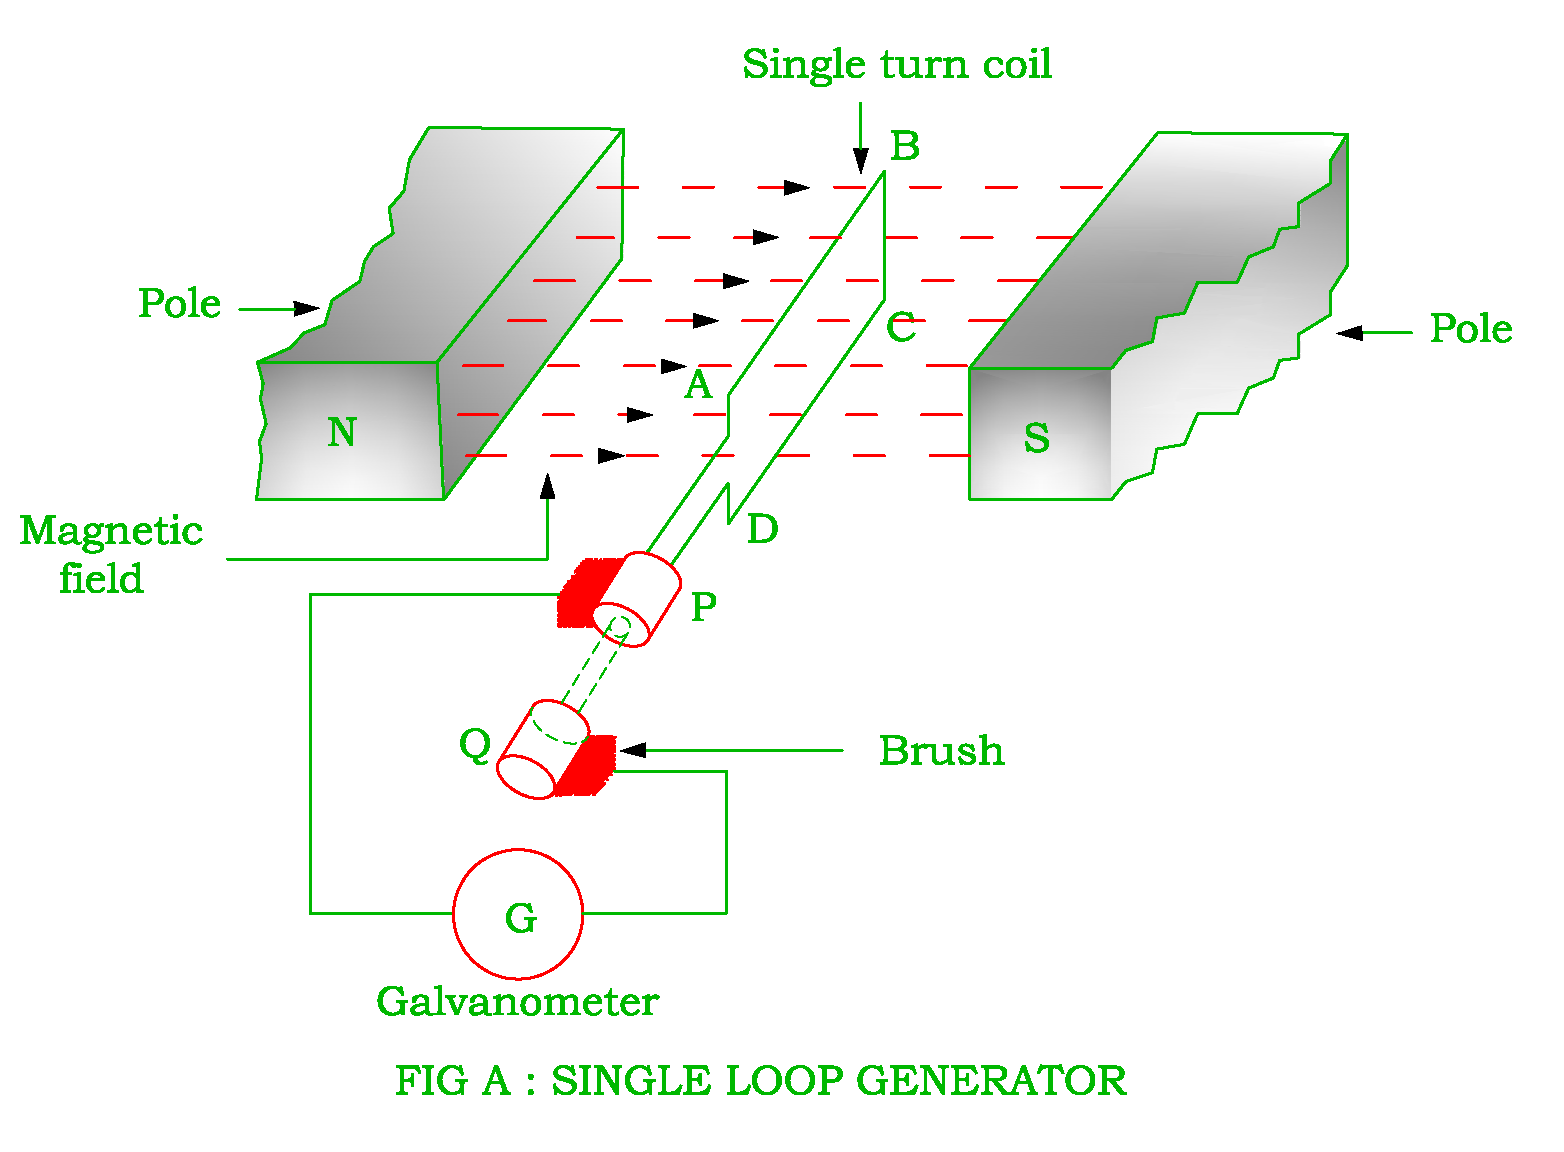 Single turn coil
B
Pole
C
Pole
A
N
S
Magnetic
field
D
P
Q
Brush
G
Galvanometer
FIG A : SINGLE LOOP GENERATOR